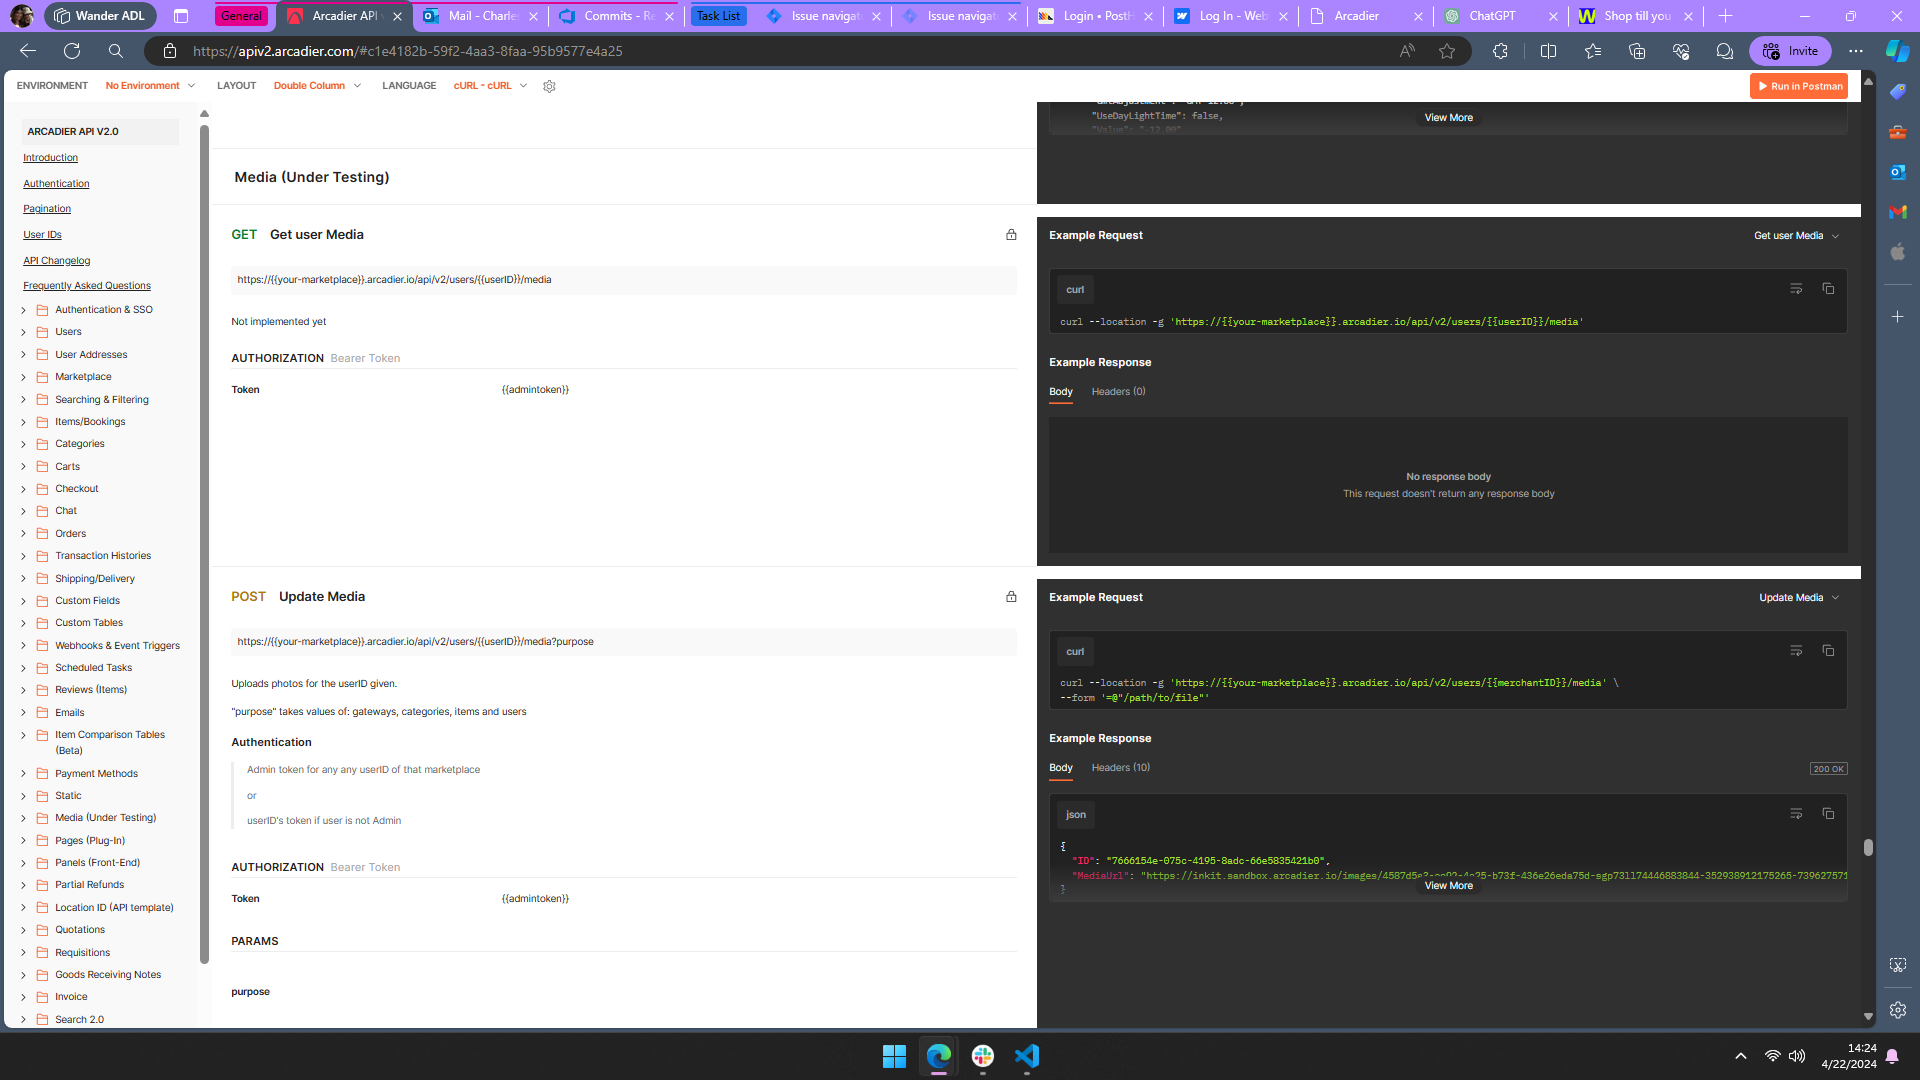 Wander ADL
General
Arcadier API
Mail - Charle
Commits - Re
Task List
Issue navigat
Issue navigat
Login • PostH
Log In - Web
Arcadier
ChatGPT
Shop till you
https://apiv2.arcadier.com/#c1e4182b-59f2-4aa3-8faa-95b9577e4a25
Invite
ENVIRONMENT No Environment LAYOUT Double Column LANGUAGE cURL - cURL
Run in Postman
ARCADIER API V2.0
Introduction
Authentication
Pagination
User IDs
API Changelog
Frequently Asked Questions
Authentication & SSO
Users
User Addresses
Marketplace
Searching & Filtering
Items/Bookings
Categories
Carts
Checkout
Chat
Orders
Transaction Histories
Shipping/Delivery
Custom Fields
Custom Tables
Webhooks & Event Triggers
Scheduled Tasks
Reviews (Items)
Emails
Item Comparison Tables
(Beta)
Payment Methods
Static
Media (Under Testing)
Pages (Plug-In)
Panels (Front-End)
Partial Refunds
Location ID (API template)
Quotations
Requisitions
Goods Receiving Notes
Invoice
Search 2.0
Media (Under Testing)
GET Get user Media
https://{{your-marketplace}}.arcadier.io/api/v2/users/{{userID}}/media
Not implemented yet
AUTHORIZATION Bearer Token
Token {{admintoken}}
POST Update Media
https://{{your-marketplace}}.arcadier.io/api/v2/users/{{userID}}/media?purpose
Uploads photos for the userID given.
"purpose" takes values of: gateways, categories, items and users
Authentication
Admin token for any any userID of that marketplace
or
userID's token if user is not Admin
AUTHORIZATION Bearer Token
Token {{admintoken}}
PARAMS
purpose
"UseDayLightTime": false,
"Value": "-12.00"
View More
Example Request
Get user Media
curl
curl --location -g 'https://{{your-marketplace}}.arcadier.io/api/v2/users/{{userID}}/media'
Example Response
Body Headers (0)
No response body
This request doesn't return any response body
Example Request
Update Media
curl
curl --location -g 'https://{{your-marketplace}}.arcadier.io/api/v2/users/{{merchantID}}/media' \
--form '=@"/path/to/file"'
Example Response
Body Headers (10)
200 OK
json
{
"ID": "7666154e-075c-4195-8adc-66e5835421b0",
"MediaUrl":
}
View More
14:24
4/22/2024